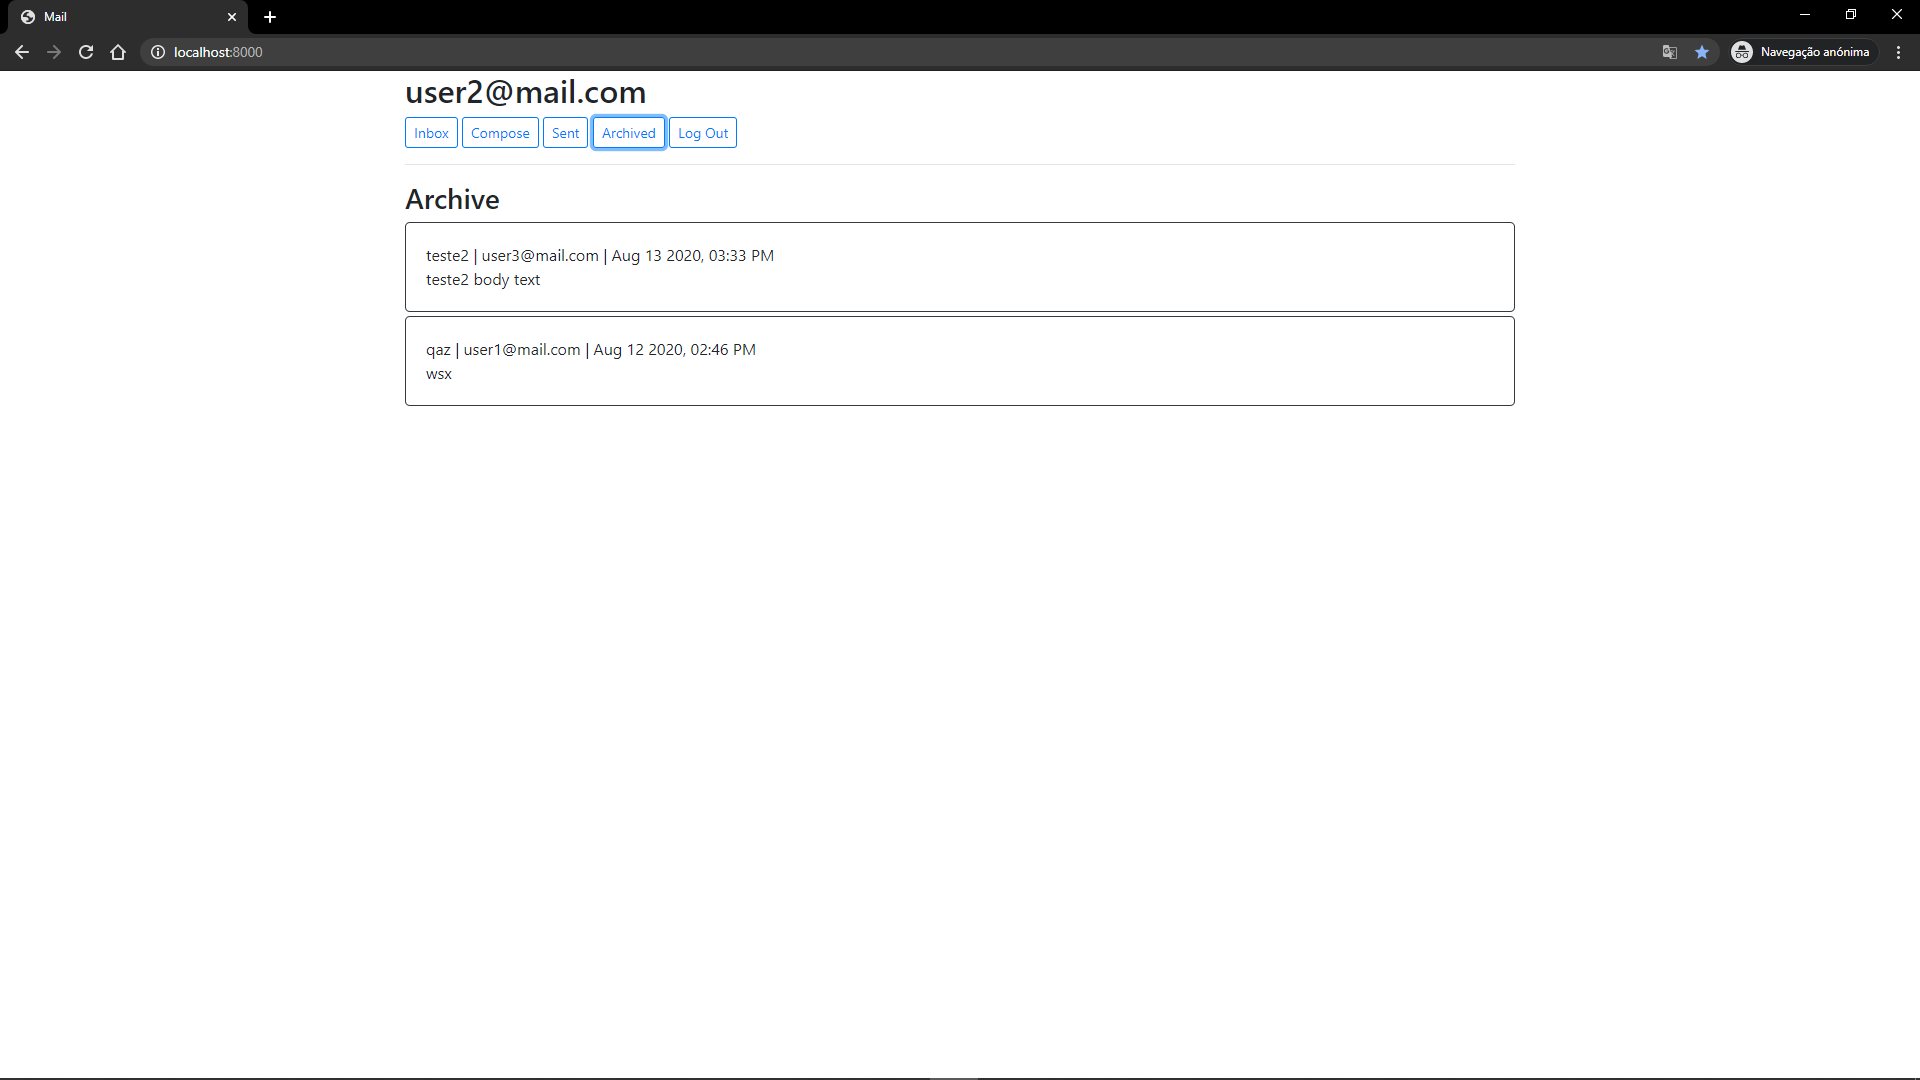 Mail
localhost:8000
Navegação anónima
user2@mail.com
Inbox Compose Sent Archived Log Out
Archive
teste2 | user3@mail.com | Aug 13 2020, 03:33 PM
teste2 body text
qaz | user1@mail.com | Aug 12 2020, 02:46 PM
wsx